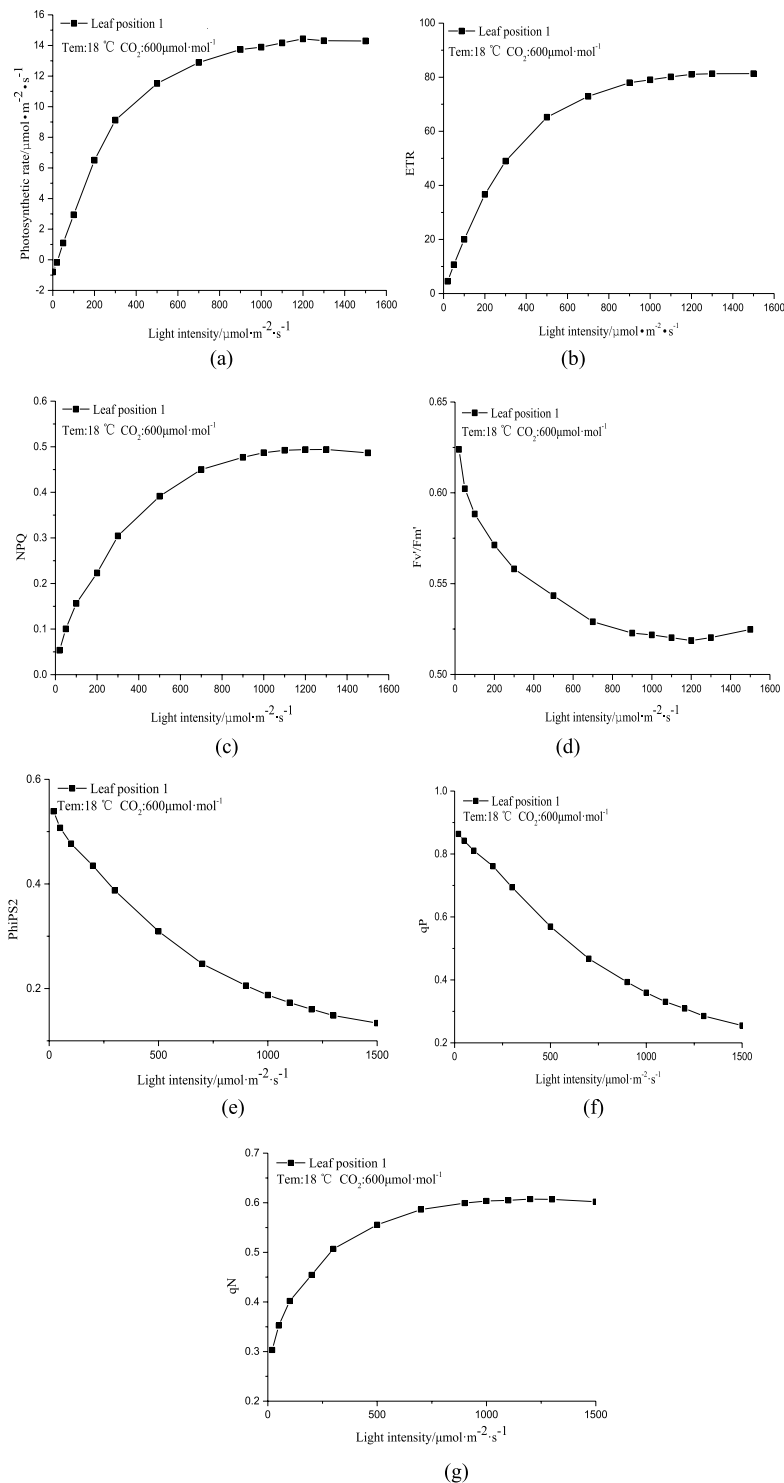 Leaf position 1
Tem:18 ℃ CO2:600μmol·mol-1
Photosynthetic rate/μmol•m-2•s-1
16
14
12
10
8
6
4
2
0
-2
0 200 400 600 800 1000 1200 1400 1600
Light intensity/μmol·m-2·s-1
(a)
Leaf position 1
Tem:18 ℃ CO2:600μmol·mol-1
ETR
100
80
60
40
20
0
0 200 400 600 800 1000 1200 1400 1600
Light intensity/μmol•m-2•s-1
(b)
Leaf position 1
Tem:18 ℃ CO2:600μmol·mol-1
NPQ
0.6
0.5
0.4
0.3
0.2
0.1
0.0
0 200 400 600 800 1000 1200 1400 1600
Light intensity/μmol·m-2·s-1
(c)
Leaf position 1
Tem:18 ℃ CO2:600μmol·mol-1
Fv'/Fm'
0.65
0.60
0.55
0.50
0 200 400 600 800 1000 1200 1400 1600
Light intensity/μmol·m-2·s-1
(d)
Leaf position 1
Tem:18 ℃ CO2:600μmol·mol-1
PhiPS2
0.6
0.4
0.2
0 500 1000 1500
Light intensity/μmol·m-2·s-1
(e)
Leaf position 1
Tem:18 ℃ CO2:600μmol·mol-1
qP
1.0
0.8
0.6
0.4
0.2
0 500 1000 1500
Light intensity/μmol·m-2·s-1
(f)
Leaf position 1
Tem:18 ℃ CO2:600μmol·mol-1
qN
0.7
0.6
0.5
0.4
0.3
0.2
0 500 1000 1500
Light intensity/μmol·m-2·s-1
(g)